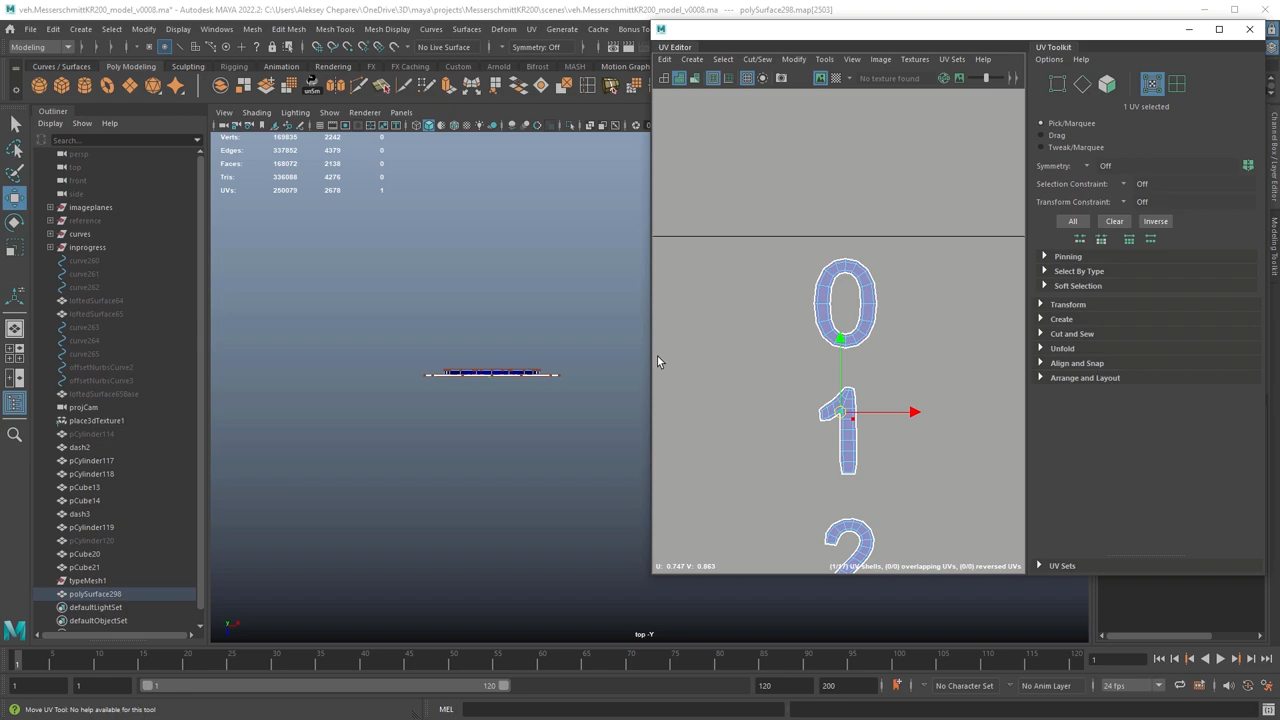 veh.MesserschmittKR200_model_v0008.ma - Autodesk MAYA 2022.2: C:\Users\Aleksey Cheparev\OneDrive\3D\maya\projects\MesserschmittKR200\scenes\veh.MesserschmittKR200_model_v0008.ma --- polySurface298.map[2503]
File Edit Create Select Modify Display Windows Mesh Edit Mesh Mesh Tools Mesh Display Curves Surfaces Deform UV Generate Cache Bonus To
Modeling No Live Surface Symmetry: Off
Curves / Surfaces Poly Modeling Sculpting Rigging Animation Rendering FX FX Caching Custom Bifrost MASH Motion Graph
Outliner
Display Show Help
Search...
persp
top
front
side
imageplanes
reference
curves
inprogress
curve260
curve261
curve262
loftedSurface64
loftedSurface65
curve263
curve264
curve265
offsetNurbsCurve2
offsetNurbsCurve3
loftedSurface65Base
projCam
place3dTexture1
pCylinder114
dash2
pCylinder117
pCylinder118
pCube13
pCube14
dash3
pCylinder119
pCylinder120
pCube20
pCube21
typeMesh1
polySurface298
defaultLightSet
defaultObjectSet
View Shading Lighting Show Renderer Panels
Verts: 169835 2242 0
Edges: 337852 4379 0
Faces: 168072 2138 0
Tris: 336088 4276 0
UVs: 250079 2678 1
top -Y
UV Editor
Edit Create Select Cut/Sew Modify Tools View Image Textures UV Sets Help
No texture found
0
1
2
U: 0.747 V: 0.863 (1/17) UV shells, (0/0) overlapping UVs, (0/0) reversed UVs
UV Toolkit
Options Help
1 UV selected
Pick/Marquee
Drag
Tweak/Marquee
Symmetry: Off
Selection Constraint: Off
Transform Constraint: Off
All Clear Inverse
Pinning
Select By Type
Soft Selection
Transform
Create
Cut and Sew
Unfold
Align and Snap
Arrange and Layout
UV Sets
Channel Box / Layer Editor
Modeling Toolkit
1 5 10 15 20 25 30 35 40 45 50 55 60 65 70 75 80 85 90 95 100 105 110 115 120
1
1 1 1 120 120 200 No Character Set No Anim Layer 24 fps
Move UV Tool: No help available for this tool MEL